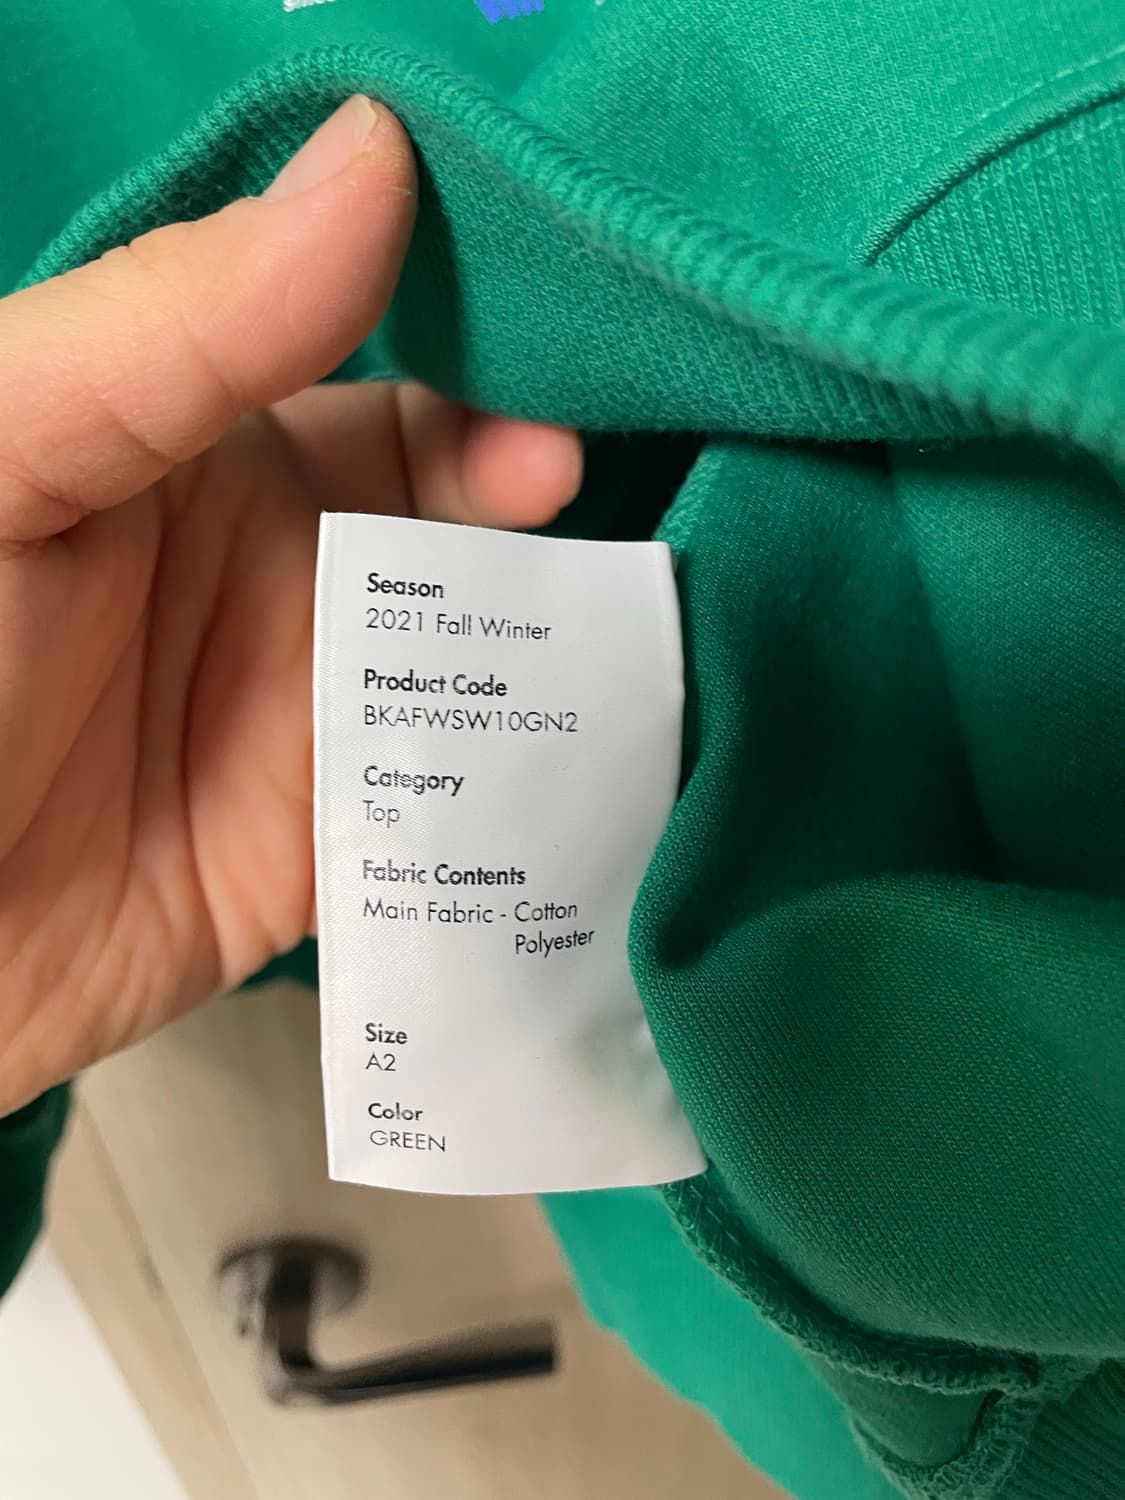 Season
2021 Fall Winter
Product Code
BKAFWSW10GN2
Category
Top
Fabric Contents
Main Fabric - Cotton
Polyester
Size
A2
Color
GREEN